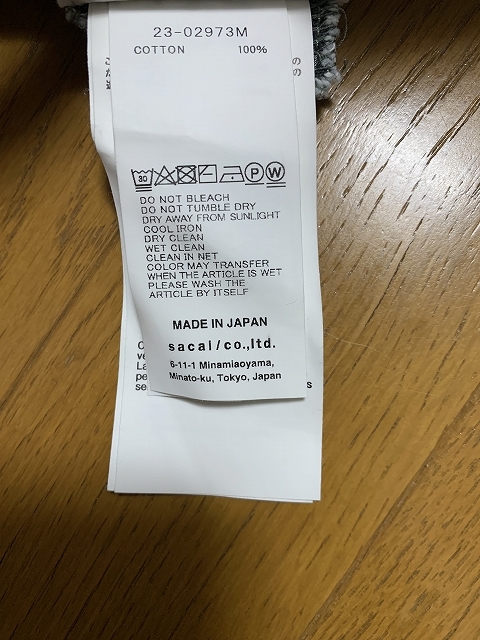 23-02973M
COTTON 100%
30 P W
DO NOT BLEACH
DO NOT TUMBLE DRY
DRY AWAY FROM SUNLIGHT
COOL IRON
DRY CLEAN
WET CLEAN
CLEAN IN NET
COLOR MAY TRANSFER
WHEN THE ARTICLE IS WET
PLEASE WASH THE
ARTICLE BY ITSELF
MADE IN JAPAN
sacai/co.,ltd.
6-11-1 Minamiaoyama,
Minato-ku, Tokyo, Japan